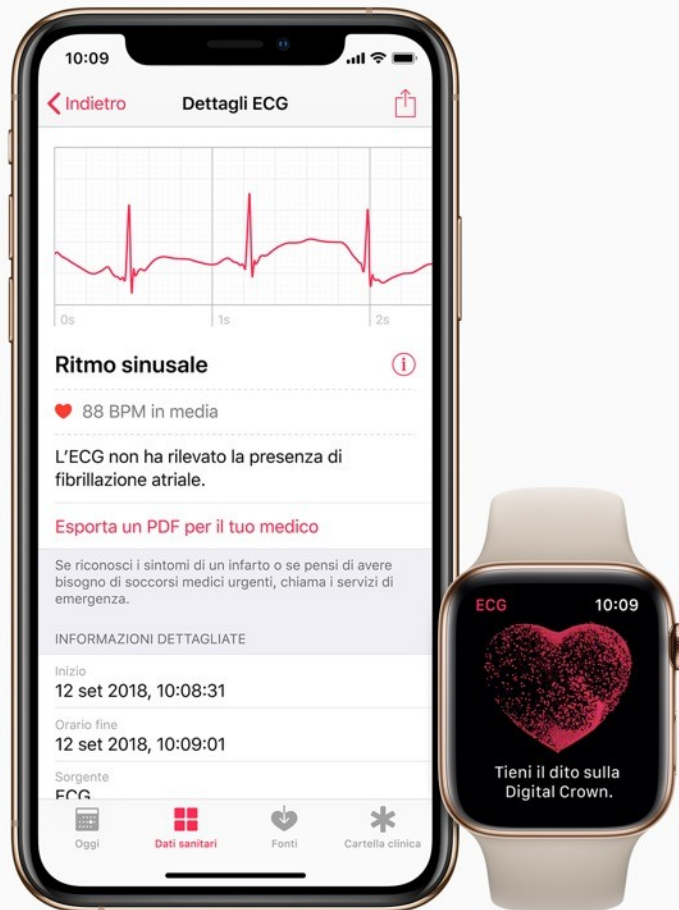 10:09
Indietro
Dettagli ECG
0s
1s
2s
Ritmo sinusale
88 BPM in media
L'ECG non ha rilevato la presenza di
fibrillazione atriale.
Esporta un PDF per il tuo medico
Se riconosci i sintomi di un infarto o se pensi di avere
bisogno di soccorsi medici urgenti, chiama i servizi di
emergenza.
INFORMAZIONI DETTAGLIATE
Inizio
12 set 2018, 10:08:31
Orario fine
12 set 2018, 10:09:01
Sorgente
ECG
Oggi
Dati sanitari
Fonti
Cartella clinica
ECG
10:09
Tieni il dito sulla
Digital Crown.